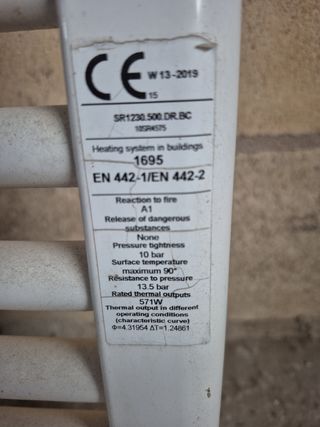 CE W 13-2019
15
SR1230.500.DR.BC
10SR4575
Heating system in buildings
1695
EN 442-1/EN 442-2
Reaction to fire
A1
Release of dangerous
substances
None
Pressure tightness
10 bar
Surface temperature
maximum 90°
Resistance to pressure
13.5 bar
Rated thermal outputs
571W
Thermal output in different
operating conditions
(characteristic curve)
Φ=4.31954 ΔT=1.24861